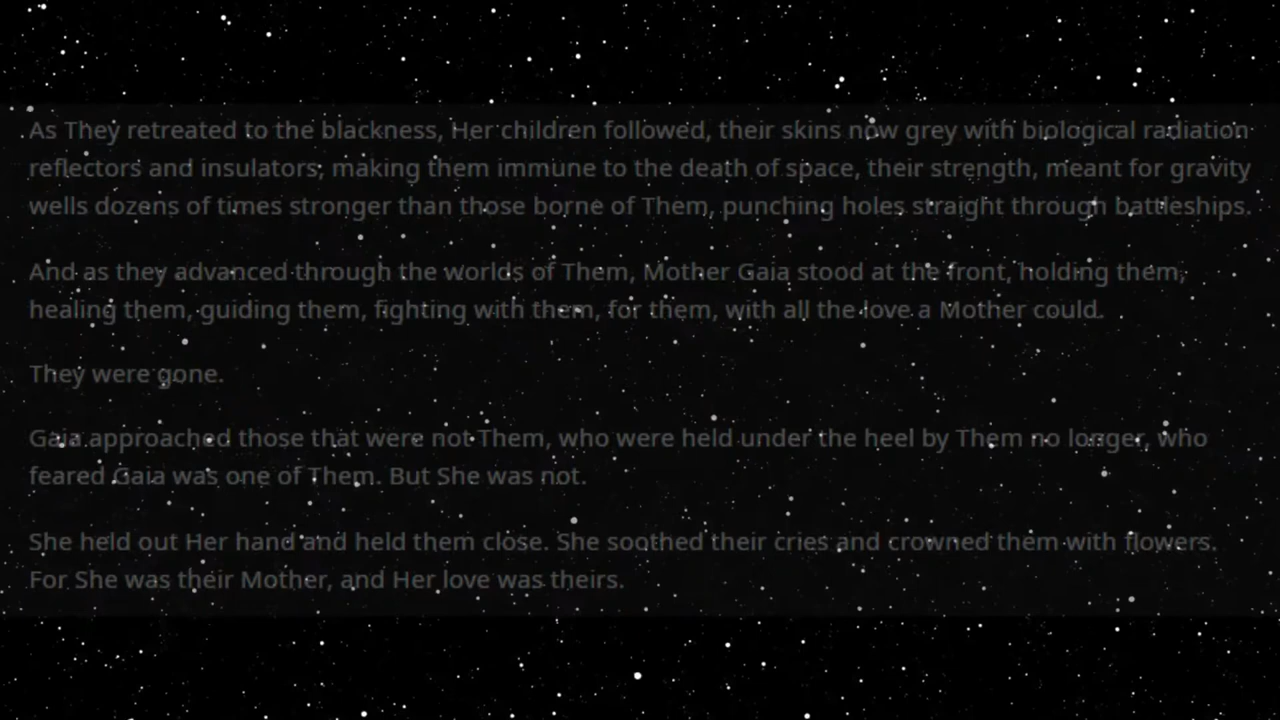 As They retreated to the blackness, Her children followed, their skins now grey with biological radiation
reflectors and insulators, making them immune to the death of space, their strength, meant for gravity
wells dozens of times stronger than those borne of Them, punching holes straight through battleships.
And as they advanced through the worlds of Them, Mother Gaia stood at the front, holding them,
healing them, guiding them, fighting with them, for them, with all the love a Mother could.
They were gone.
Gaia approached those that were not Them, who were held under the heel by Them no longer, who
feared Gaia was one of Them. But She was not.
She held out Her hand and held them close. She soothed their cries and crowned them with flowers.
For She was their Mother, and Her love was theirs.